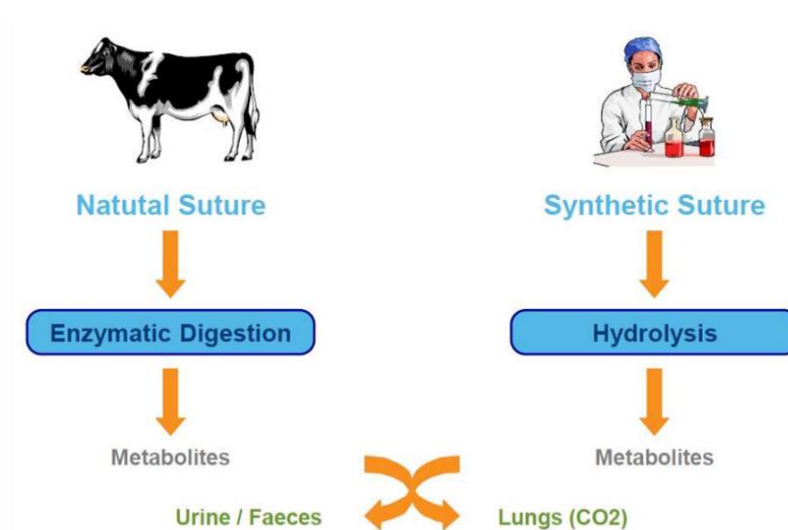 Natutal Suture
Synthetic Suture
Enzymatic Digestion
Hydrolysis
Metabolites
Metabolites
Urine / Faeces
Lungs (CO2)